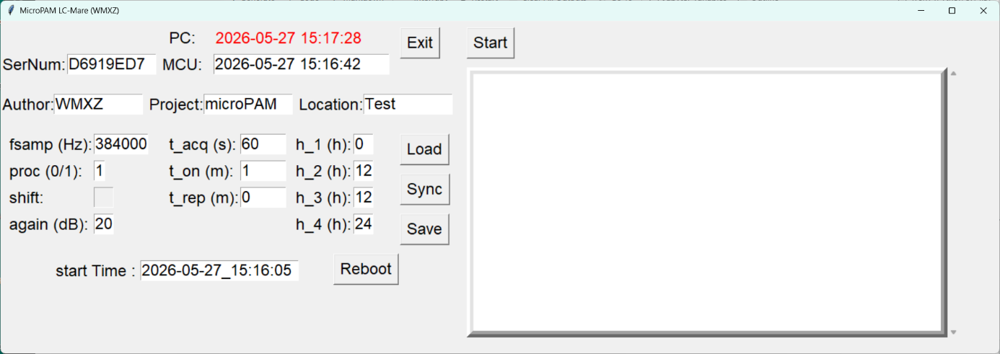 MicroPAM LC-Mare (WMXZ)
PC: 2026-05-27 15:17:28 Exit Start
SerNum: D6919ED7 MCU: 2026-05-27 15:16:42
Author: WMXZ Project: microPAM Location: Test
fsamp (Hz): 384000 t_acq (s): 60 h_1 (h): 0 Load
proc (0/1): 1 t_on (m): 1 h_2 (h): 12
shift: t_rep (m): 0 h_3 (h): 12 Sync
again (dB): 20 h_4 (h): 24 Save
start Time : 2026-05-27_15:16:05 Reboot